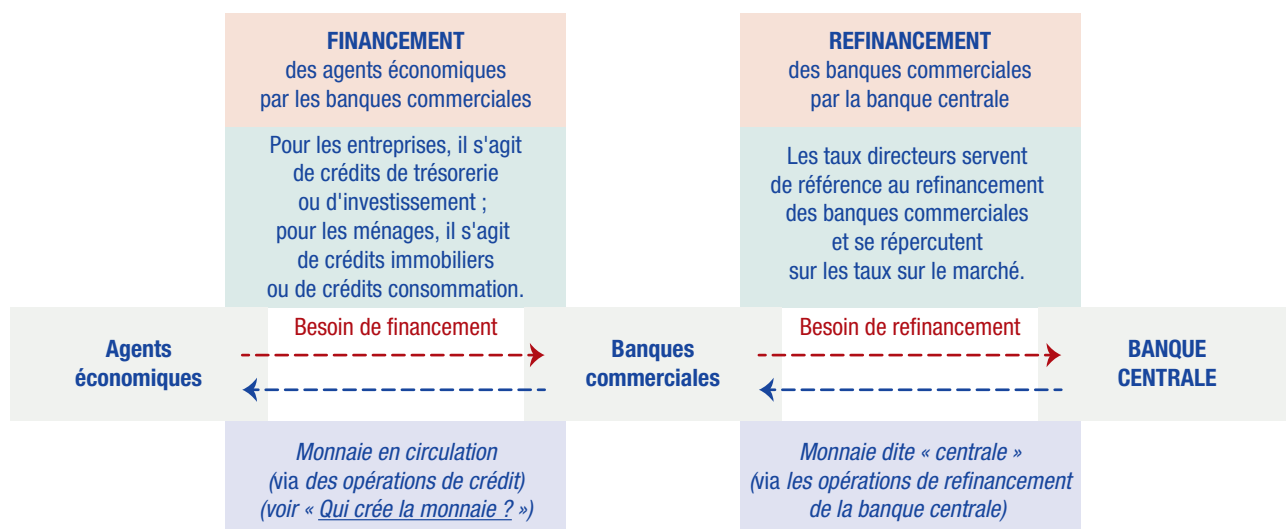 FINANCEMENT
des agents économiques
par les banques commerciales
REFINANCEMENT
des banques commerciales
par la banque centrale
Pour les entreprises, il s'agit
de crédits de trésorerie
ou d'investissement ;
pour les ménages, il s'agit
de crédits immobiliers
ou de crédits consommation.
Les taux directeurs servent
de référence au refinancement
des banques commerciales
et se répercutent
sur les taux sur le marché.
Agents
économiques
Besoin de financement
Banques
commerciales
Besoin de refinancement
BANQUE
CENTRALE
Monnaie en circulation
(via des opérations de crédit)
(voir « Qui crée la monnaie ? »)
Monnaie dite « centrale »
(via les opérations de refinancement
de la banque centrale)